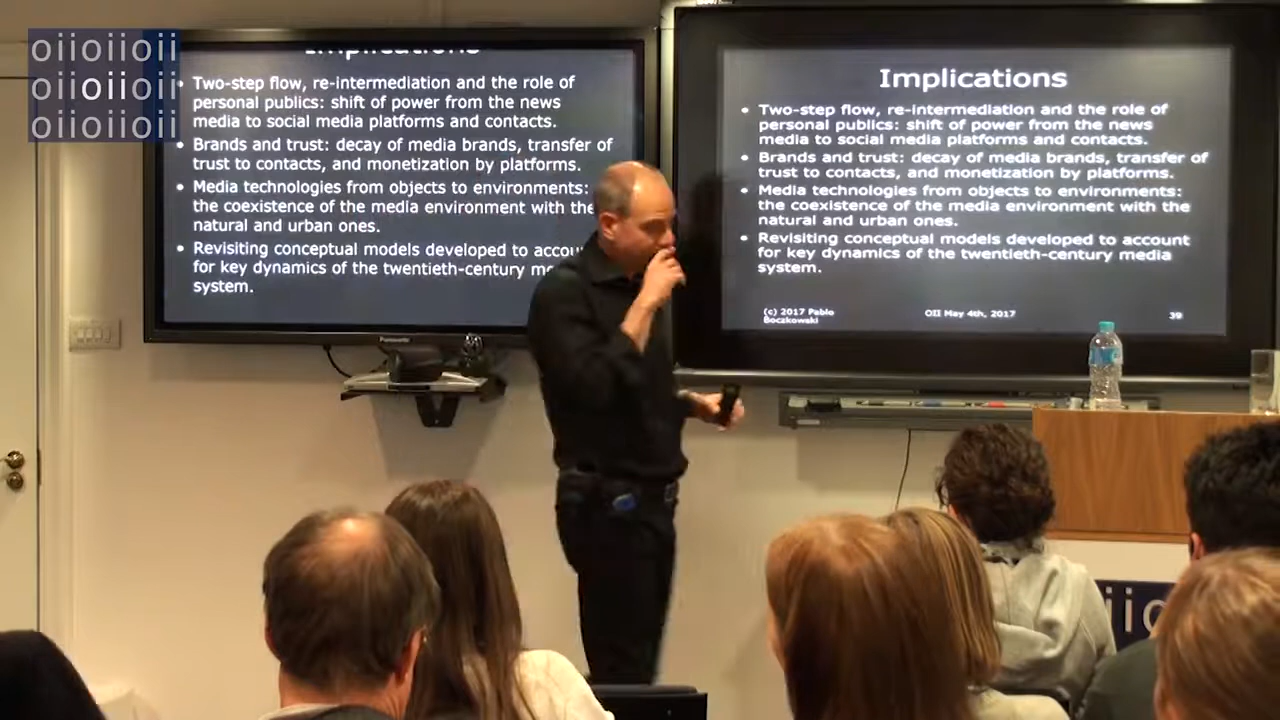 oiioiioii
oiioiioii
oiioiioii
Implications
Two-step flow, re-intermediation and the role of
personal publics: shift of power from the news
media to social media platforms and contacts.
Brands and trust: decay of media brands, transfer of
trust to contacts, and monetization by platforms.
Media technologies from objects to environments:
the coexistence of the media environment with the
natural and urban ones.
Revisiting conceptual models developed to
for key dynamics of the twentieth-century
system.
Panasonic
Implications
Two-step flow, re-intermediation and the role of
personal publics: shift of power from the news
media to social media platforms and contacts.
Brands and trust: decay of media brands, transfer of
trust to contacts, and monetization by platforms.
Media technologies from objects to environments:
the coexistence of the media environment with the
natural and urban ones.
Revisiting conceptual models developed to account
for key dynamics of the twentieth-century media
system.
(c) 2017 Pablo
Boczkowski
OII May 4th, 2017
39